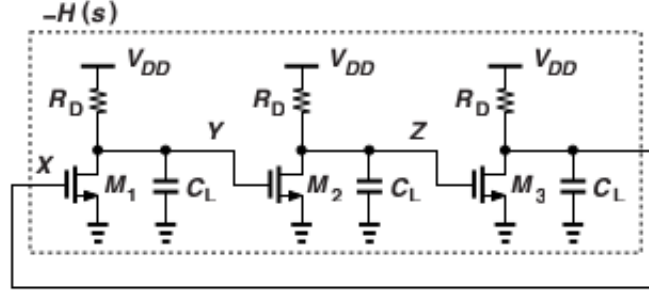 −H(s)
V_DD V_DD V_DD
R_D R_D R_D
Y Z
X M_1 C_L M_2 C_L M_3 C_L